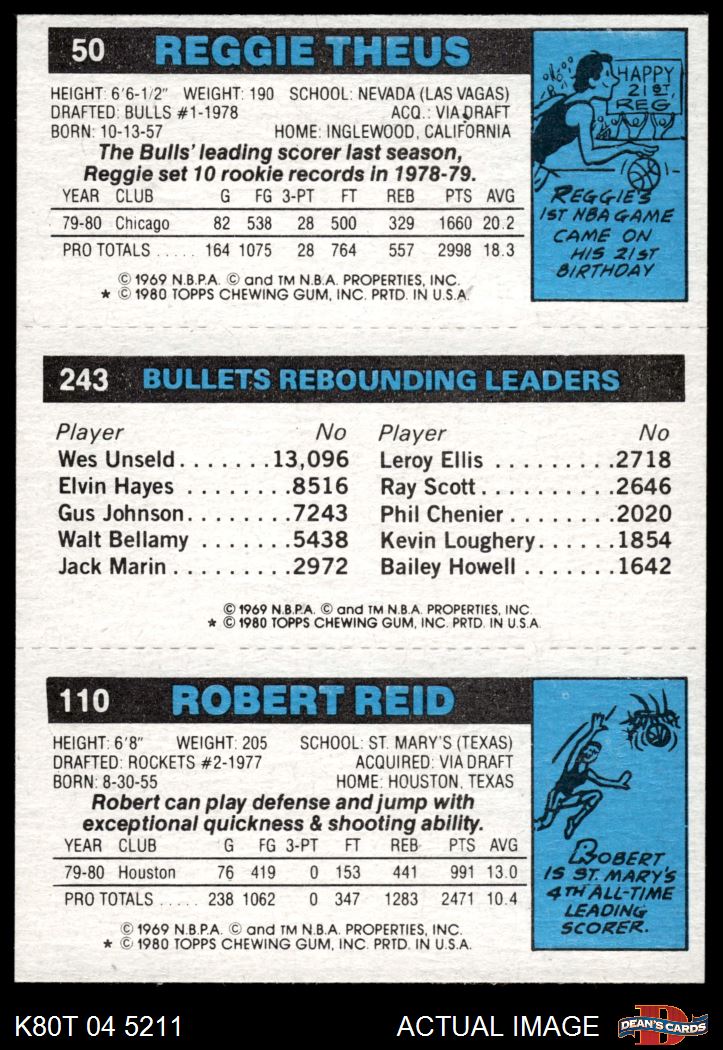 50 REGGIE THEUS
HEIGHT: 6'6-1/2" WEIGHT: 190 SCHOOL: NEVADA (LAS VAGAS)
DRAFTED: BULLS #1-1978 ACQ.: VIA DRAFT
BORN: 10-13-57 HOME: INGLEWOOD, CALIFORNIA
The Bulls' leading scorer last season,
Reggie set 10 rookie records in 1978-79.
YEAR CLUB G FG 3-PT FT REB PTS AVG
79-80 Chicago 82 538 28 500 329 1660 20.2
PRO TOTALS ..... 164 1075 28 764 557 2998 18.3
© 1969 N.B.P.A. © and TM N.B.A. PROPERTIES, INC.
* © 1980 TOPPS CHEWING GUM, INC. PRTD. IN U.S.A.
HAPPY
21ST
REG.
REGGIE'S
1ST NBA GAME
CAME ON
HIS 21ST
BIRTHDAY
243 BULLETS REBOUNDING LEADERS
Player No Player No
Wes Unseld.......13,096 Leroy Ellis .........2718
Elvin Hayes ........8516 Ray Scott..........2646
Gus Johnson........7243 Phil Chenier........2020
Walt Bellamy .......5438 Kevin Loughery......1854
Jack Marin.........2972 Bailey Howell .......1642
© 1969 N.B.P.A. © and TM N.B.A. PROPERTIES, INC
* © 1980 TOPPS CHEWING GUM, INC. PRTD. IN U.S.A.
110 ROBERT REID
HEIGHT: 6'8" WEIGHT: 205 SCHOOL: ST. MARY'S (TEXAS)
DRAFTED: ROCKETS #2-1977 ACQUIRED: VIA DRAFT
BORN: 8-30-55 HOME: HOUSTON, TEXAS
Robert can play defense and jump with
exceptional quickness & shooting ability.
YEAR CLUB G FG 3-PT FT REB PTS AVG
79-80 Houston 76 419 0 153 441 991 13.0
PRO TOTALS ..... 238 1062 0 347 1283 2471 10.4
© 1969 N.B.P.A. © and TM N.B.A. PROPERTIES, INC.
* © 1980 TOPPS CHEWING GUM, INC. PRTD. IN U.S.A.
ROBERT
IS ST. MARY'S
4TH ALL-TIME
LEADING
SCORER.
K80T 04 5211 ACTUAL IMAGE D DEAN'S CARDS